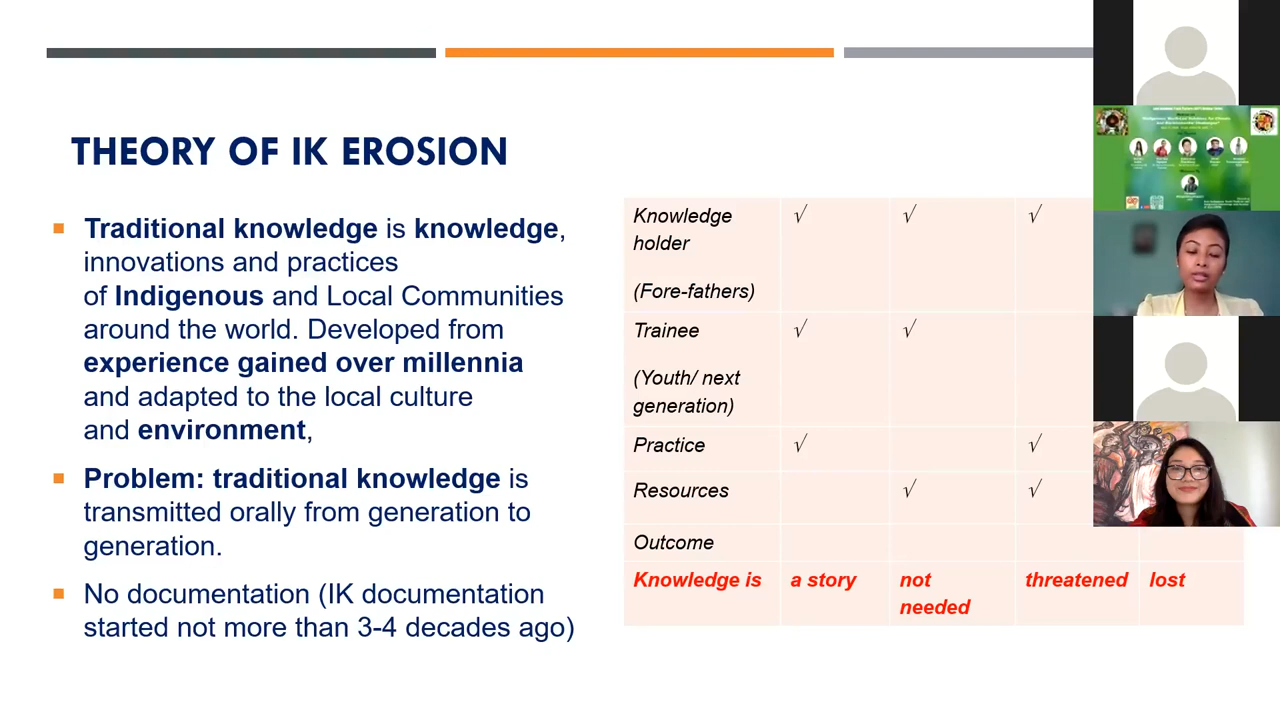 THEORY OF IK EROSION
Traditional knowledge is knowledge,
innovations and practices
of Indigenous and Local Communities
around the world. Developed from
experience gained over millennia
and adapted to the local culture
and environment,
Problem: traditional knowledge is
transmitted orally from generation to
generation.
No documentation (IK documentation
started not more than 3-4 decades ago)
Knowledge √ √ √
holder
(Fore-fathers)
Trainee √ √
(Youth/ next
generation)
Practice √ √
Resources √ √
Outcome
Knowledge is a story not threatened lost
needed